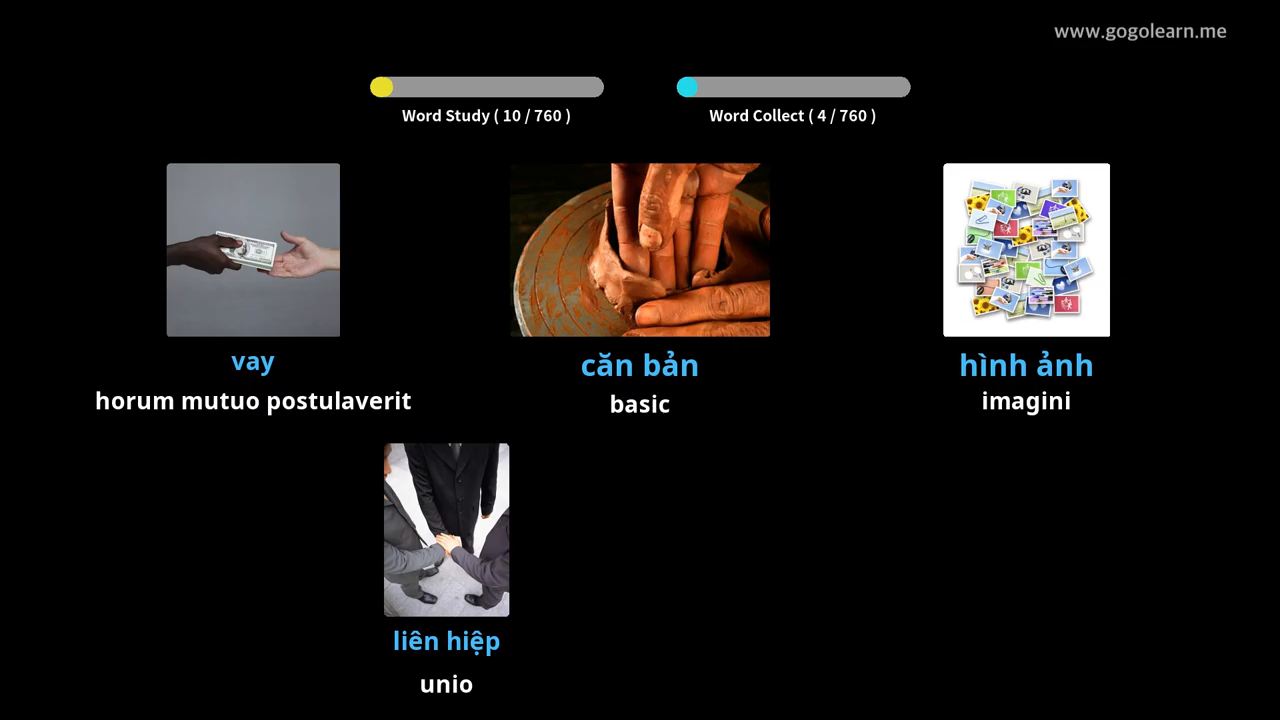 www.gogolearn.me
Word Study ( 10 / 760 )
Word Collect ( 4 / 760 )
vay
horum mutuo postulaverit
căn bản
basic
hình ảnh
imagini
liên hiệp
unio